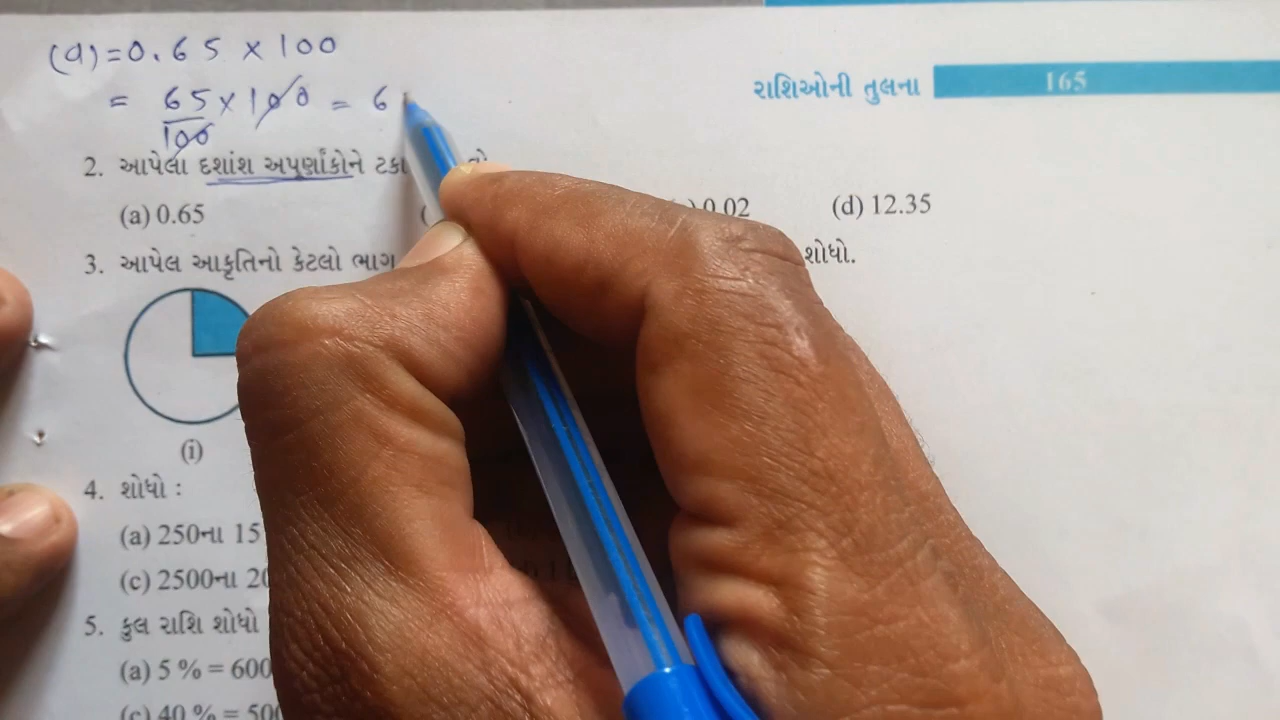 (a) = 0.65 × 100
= 65/100 × 100 = 6
રાશિઓની તુલના 165
2. આપેલા દશાંશ અપૂર્ણાંકોને ટકા
(a) 0.65 0.02 (d) 12.35
3. આપેલ આકૃતિનો કેટલો ભાગ શોધો.
(i)
4. શોધો :
(a) 250ના 15
(c) 2500ના 20
5. કુલ રાશિ શોધો
(a) 5 % = 600
(c) 40 % = 500